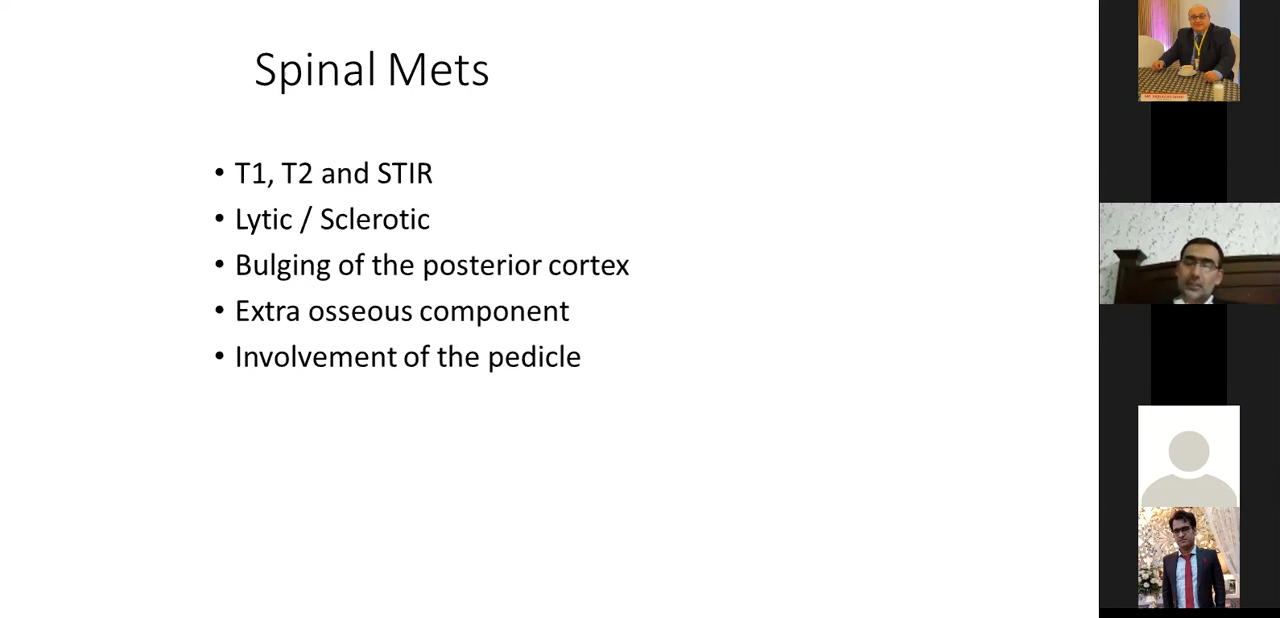 Spinal Mets
• T1, T2 and STIR
• Lytic / Sclerotic
• Bulging of the posterior cortex
• Extra osseous component
• Involvement of the pedicle